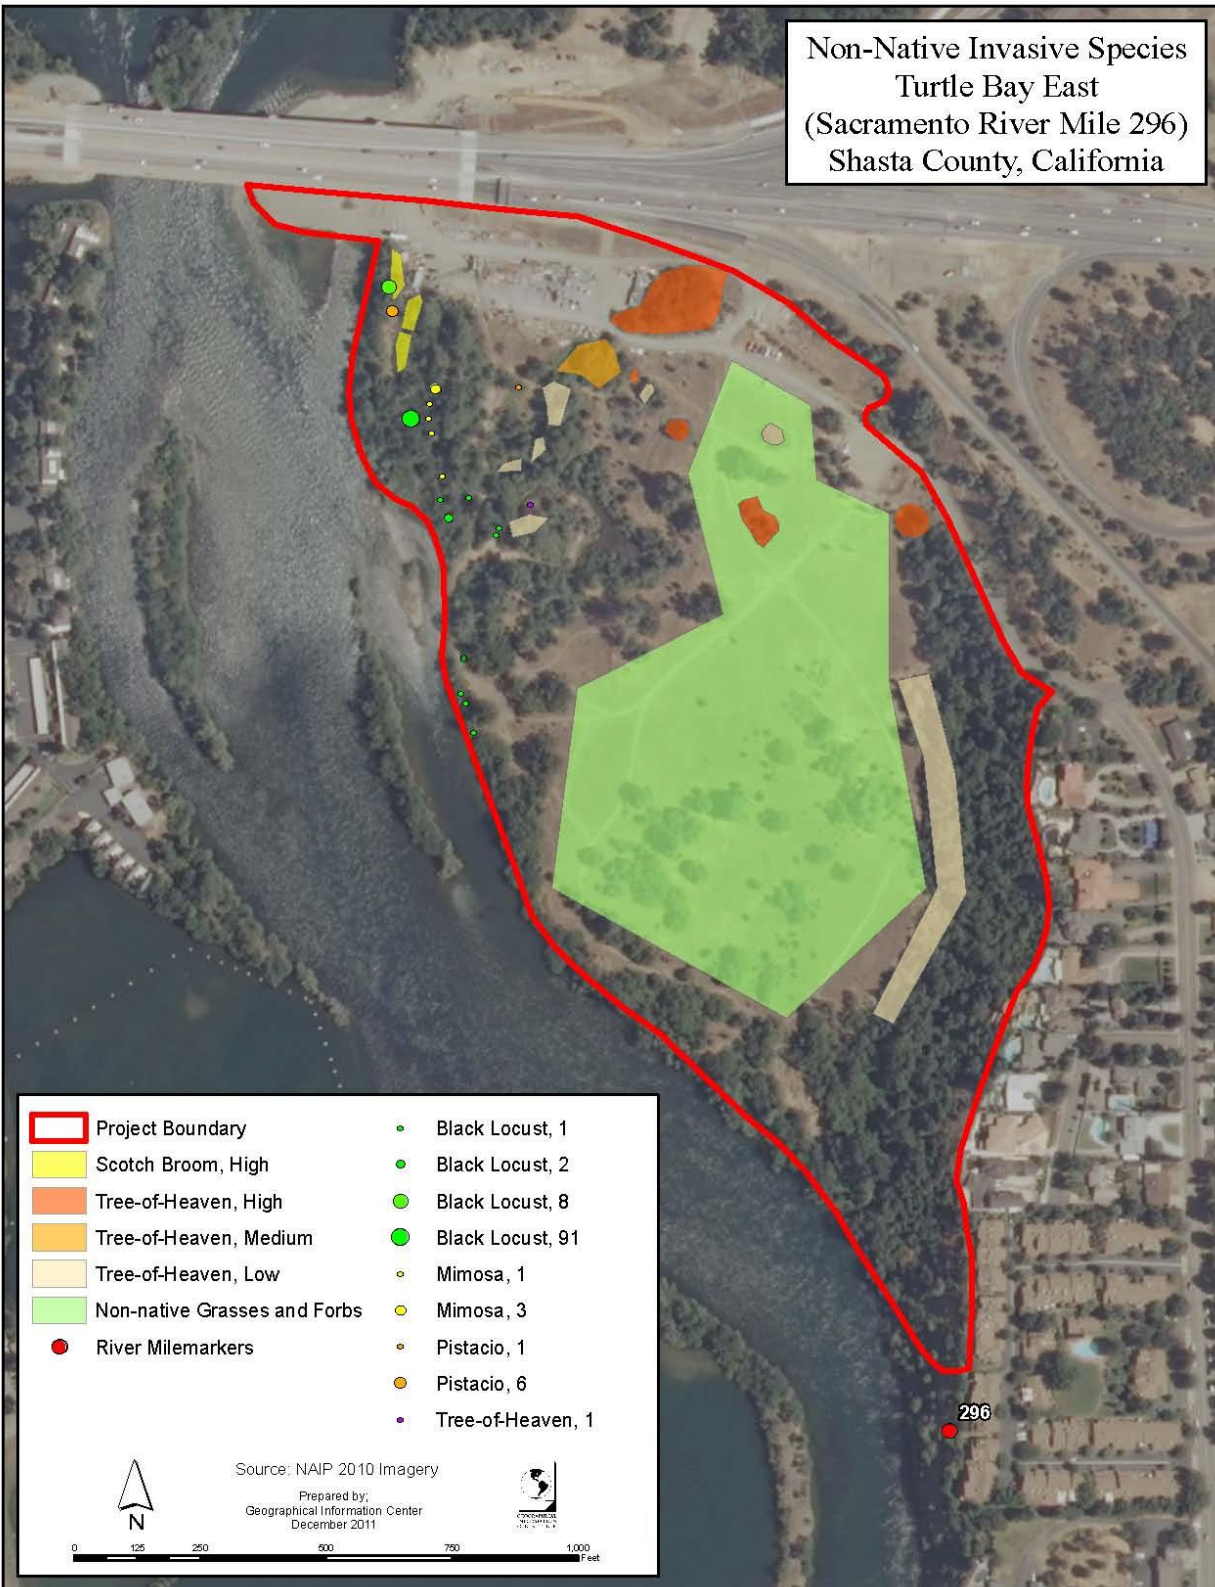 Non-Native Invasive Species
Turtle Bay East
(Sacramento River Mile 296)
Shasta County, California
296
Project Boundary
Scotch Broom, High
Tree-of-Heaven, High
Tree-of-Heaven, Medium
Tree-of-Heaven, Low
Non-native Grasses and Forbs
River Milemarkers
Black Locust, 1
Black Locust, 2
Black Locust, 8
Black Locust, 91
Mimosa, 1
Mimosa, 3
Pistacio, 1
Pistacio, 6
Tree-of-Heaven, 1
N
Source: NAIP 2010 Imagery
Prepared by;
Geographical Information Center
December 2011
GEOGRAPHICAL
INFORMATION
CENTER
0 125 250 500 750 1,000
Feet